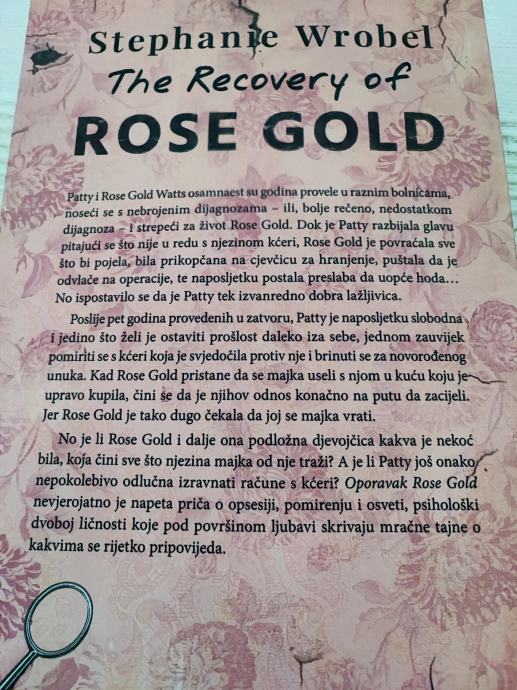 Stephanie Wrobel
The Recovery of
ROSE GOLD
Patty i Rose Gold Watts osamnaest su godina provele u raznim bolnicama,
noseći se s nebrojenim dijagnozama – ili, bolje rečeno, nedostatkom
dijagnoza – i strepeći za život Rose Gold. Dok je Patty razbijala glavu
pitajući se što nije u redu s njezinom kćeri, Rose Gold je povraćala sve
što bi pojela, bila prikopčana na cjevčicu za hranjenje, puštala da je
odvlače na operacije, te naposljetku postala preslaba da uopće hoda...
No ispostavilo se da je Patty tek izvanredno dobra lažljivica.
Poslije pet godina provedenih u zatvoru, Patty je naposljetku slobodna
i jedino što želi je ostaviti prošlost daleko iza sebe, jednom zauvijek
pomiriti se s kćeri koja je svjedočila protiv nje i brinuti se za novorođenog
unuka. Kad Rose Gold pristane da se majka useli s njom u kuću koju je
upravo kupila, čini se da je njihov odnos konačno na putu da zacijeli.
Jer Rose Gold je tako dugo čekala da joj se majka vrati.
No je li Rose Gold i dalje ona podložna djevojčica kakva je nekoć
bila, koja čini sve što njezina majka od nje traži? A je li Patty još onako
nepokolebivo odlučna izravnati račune s kćeri? Oporavak Rose Gold
nevjerojatno je napeta priča o opsesiji, pomirenju i osveti, psihološki
dvoboj ličnosti koje pod površinom ljubavi skrivaju mračne tajne o
kakvima se rijetko pripovijeda.